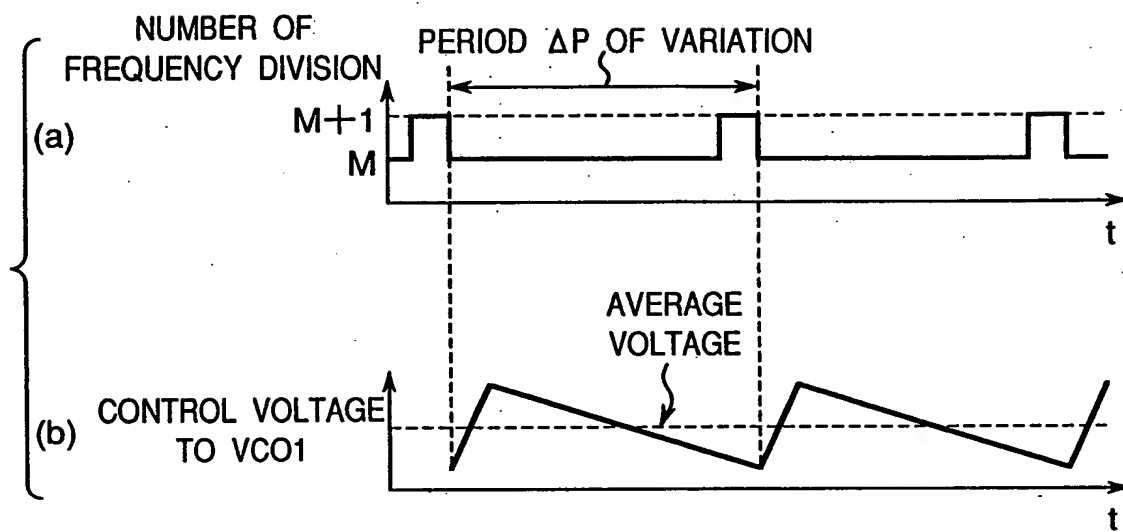 NUMBER OF
FREQUENCY DIVISION
PERIOD ΔP OF VARIATION
(a)
M+1
M
t
AVERAGE
VOLTAGE
(b)
CONTROL VOLTAGE
TO VCO1
t